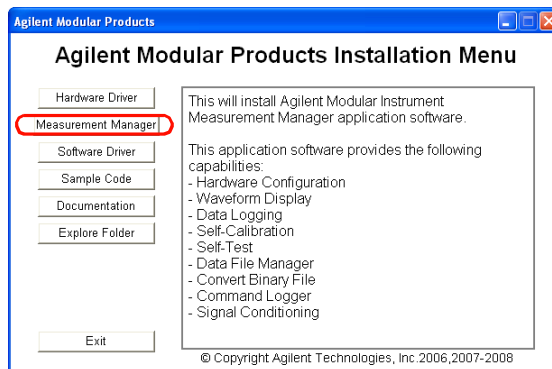 Agilent Modular Products
Agilent Modular Products Installation Menu
Hardware Driver
Measurement Manager
Software Driver
Sample Code
Documentation
Explore Folder
Exit
This will install Agilent Modular Instrument
Measurement Manager application software.
This application software provides the following
capabilities:
- Hardware Configuration
- Waveform Display
- Data Logging
- Self-Calibration
- Self-Test
- Data File Manager
- Convert Binary File
- Command Logger
- Signal Conditioning
© Copyright Agilent Technologies, Inc.2006,2007-2008